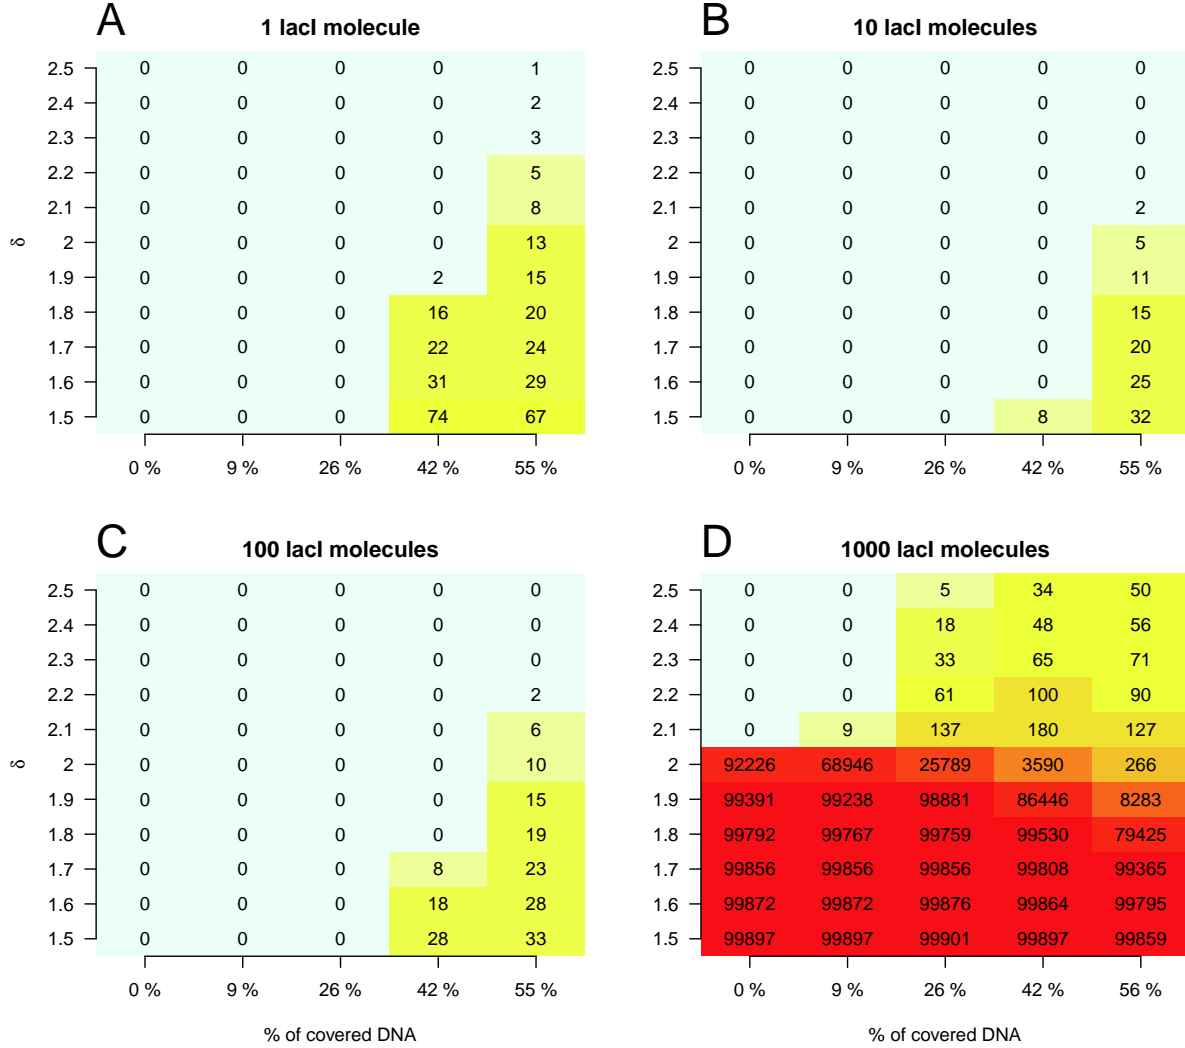 A 1 lacI molecule
2.5 0 0 0 0 1
2.4 0 0 0 0 2
2.3 0 0 0 0 3
2.2 0 0 0 0 5
2.1 0 0 0 0 8
δ 2 0 0 0 0 13
1.9 0 0 0 2 15
1.8 0 0 0 16 20
1.7 0 0 0 22 24
1.6 0 0 0 31 29
1.5 0 0 0 74 67
0 % 9 % 26 % 42 % 55 %
B 10 lacI molecules
2.5 0 0 0 0 0
2.4 0 0 0 0 0
2.3 0 0 0 0 0
2.2 0 0 0 0 0
2.1 0 0 0 0 2
2 0 0 0 0 5
1.9 0 0 0 0 11
1.8 0 0 0 0 15
1.7 0 0 0 0 20
1.6 0 0 0 0 25
1.5 0 0 0 8 32
0 % 9 % 26 % 42 % 55 %
C 100 lacI molecules
2.5 0 0 0 0 0
2.4 0 0 0 0 0
2.3 0 0 0 0 0
2.2 0 0 0 0 2
2.1 0 0 0 0 6
δ 2 0 0 0 0 10
1.9 0 0 0 0 15
1.8 0 0 0 0 19
1.7 0 0 0 8 23
1.6 0 0 0 18 28
1.5 0 0 0 28 33
0 % 9 % 26 % 42 % 55 %
% of covered DNA
D 1000 lacI molecules
2.5 0 0 5 34 50
2.4 0 0 18 48 56
2.3 0 0 33 65 71
2.2 0 0 61 100 90
2.1 0 9 137 180 127
2 92226 68946 25789 3590 266
1.9 99391 99238 98881 86446 8283
1.8 99792 99767 99759 99530 79425
1.7 99856 99856 99856 99808 99365
1.6 99872 99872 99876 99864 99795
1.5 99897 99897 99901 99897 99859
0 % 9 % 26 % 42 % 56 %
% of covered DNA